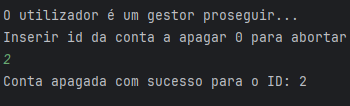 O utilizador é um gestor proseguir...
Inserir id da conta a apagar 0 para abortar
2
Conta apagada com sucesso para o ID: 2